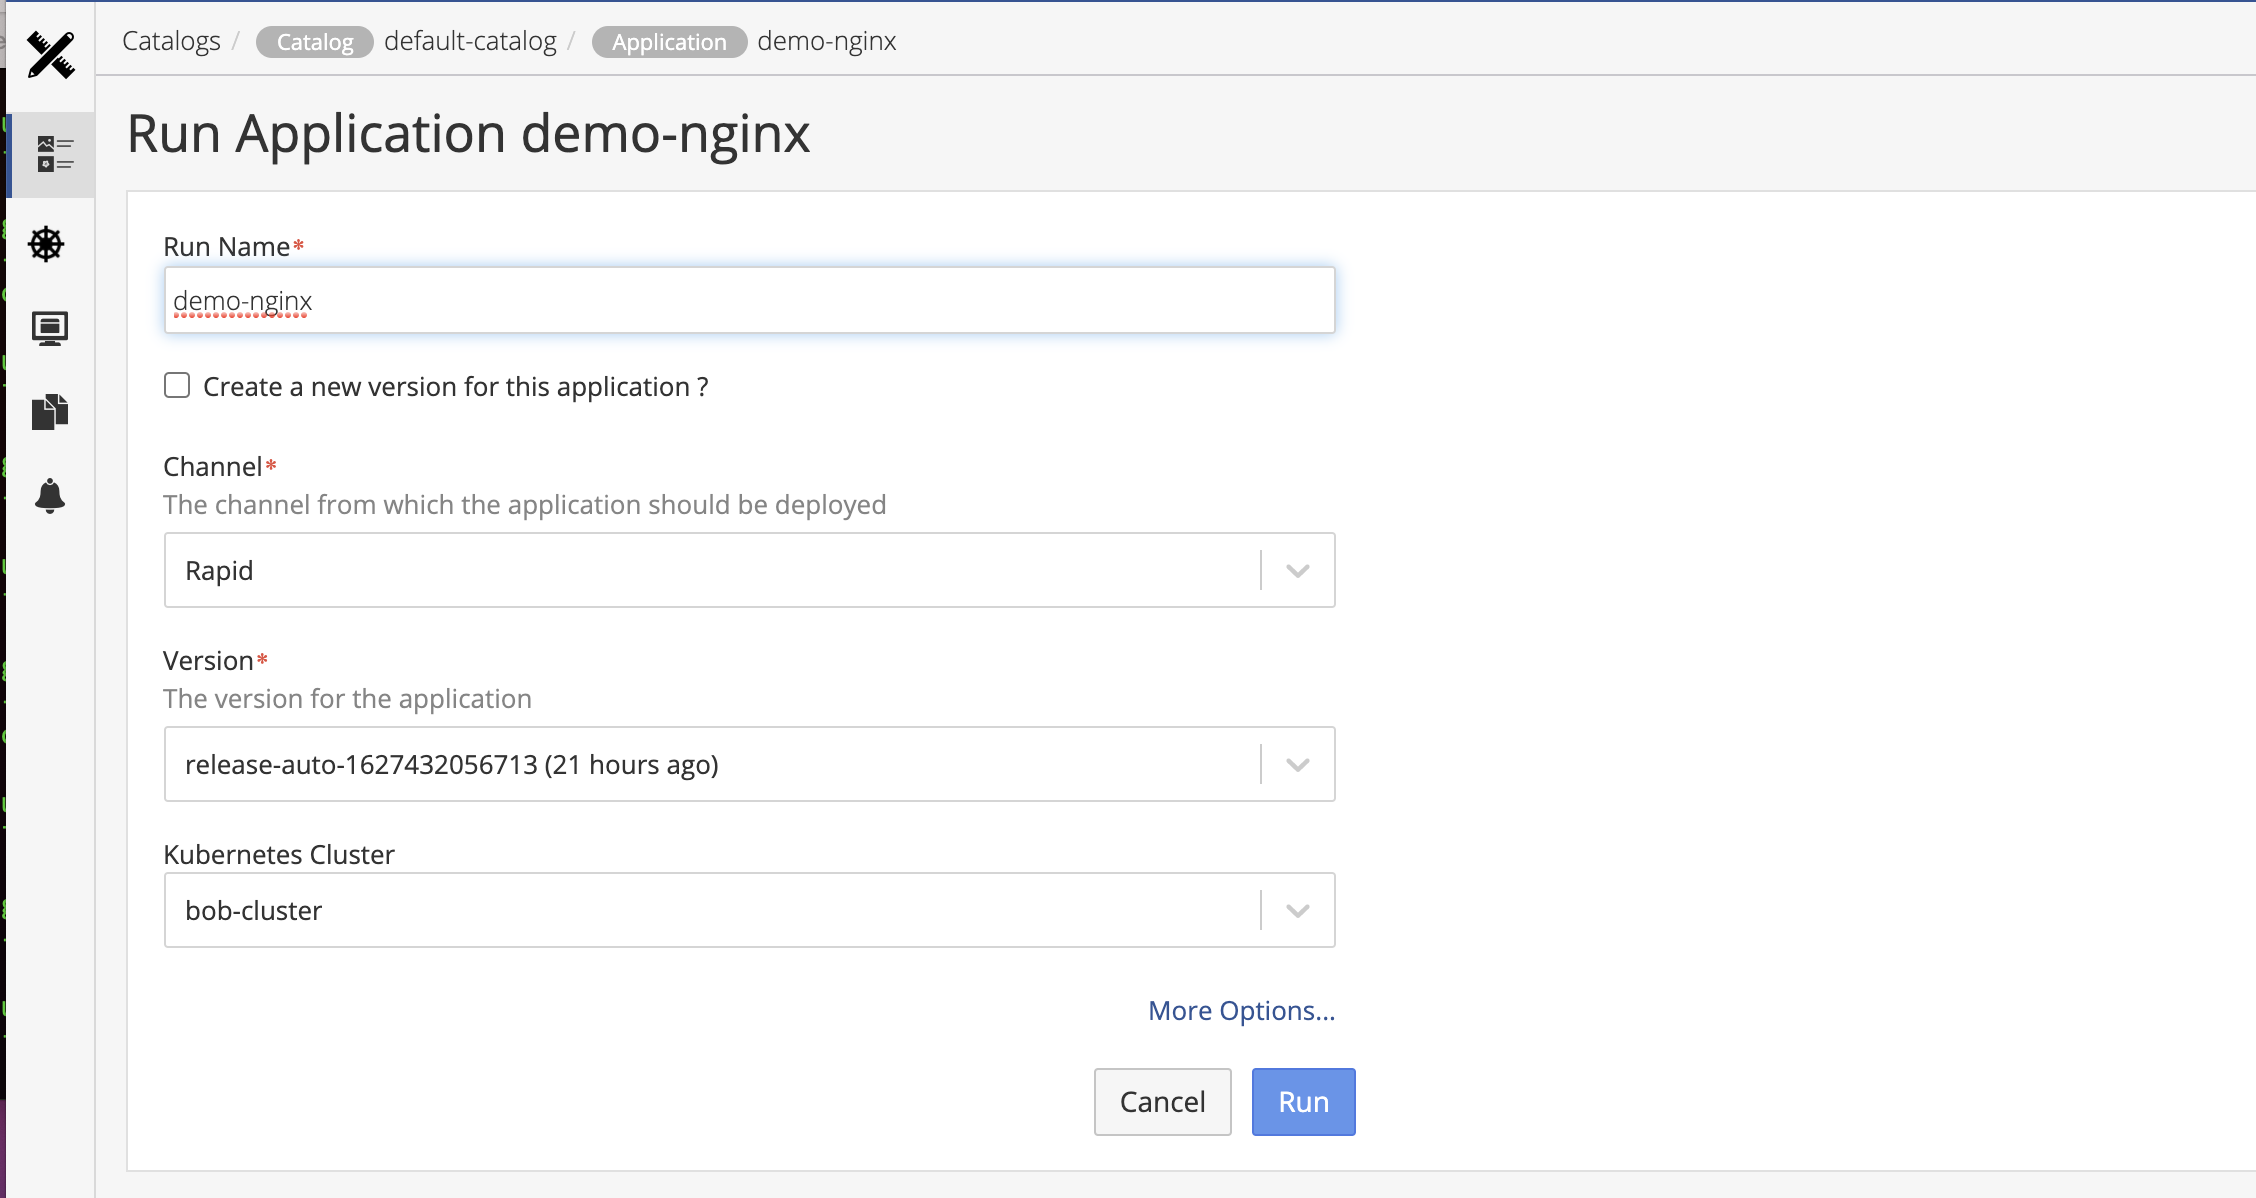 Catalogs / Catalog default-catalog / Application demo-nginx
Run Application demo-nginx
Run Name*
demo-nginx
Create a new version for this application ?
Channel*
The channel from which the application should be deployed
Rapid
Version*
The version for the application
release-auto-1627432056713 (21 hours ago)
Kubernetes Cluster
bob-cluster
More Options...
Cancel Run